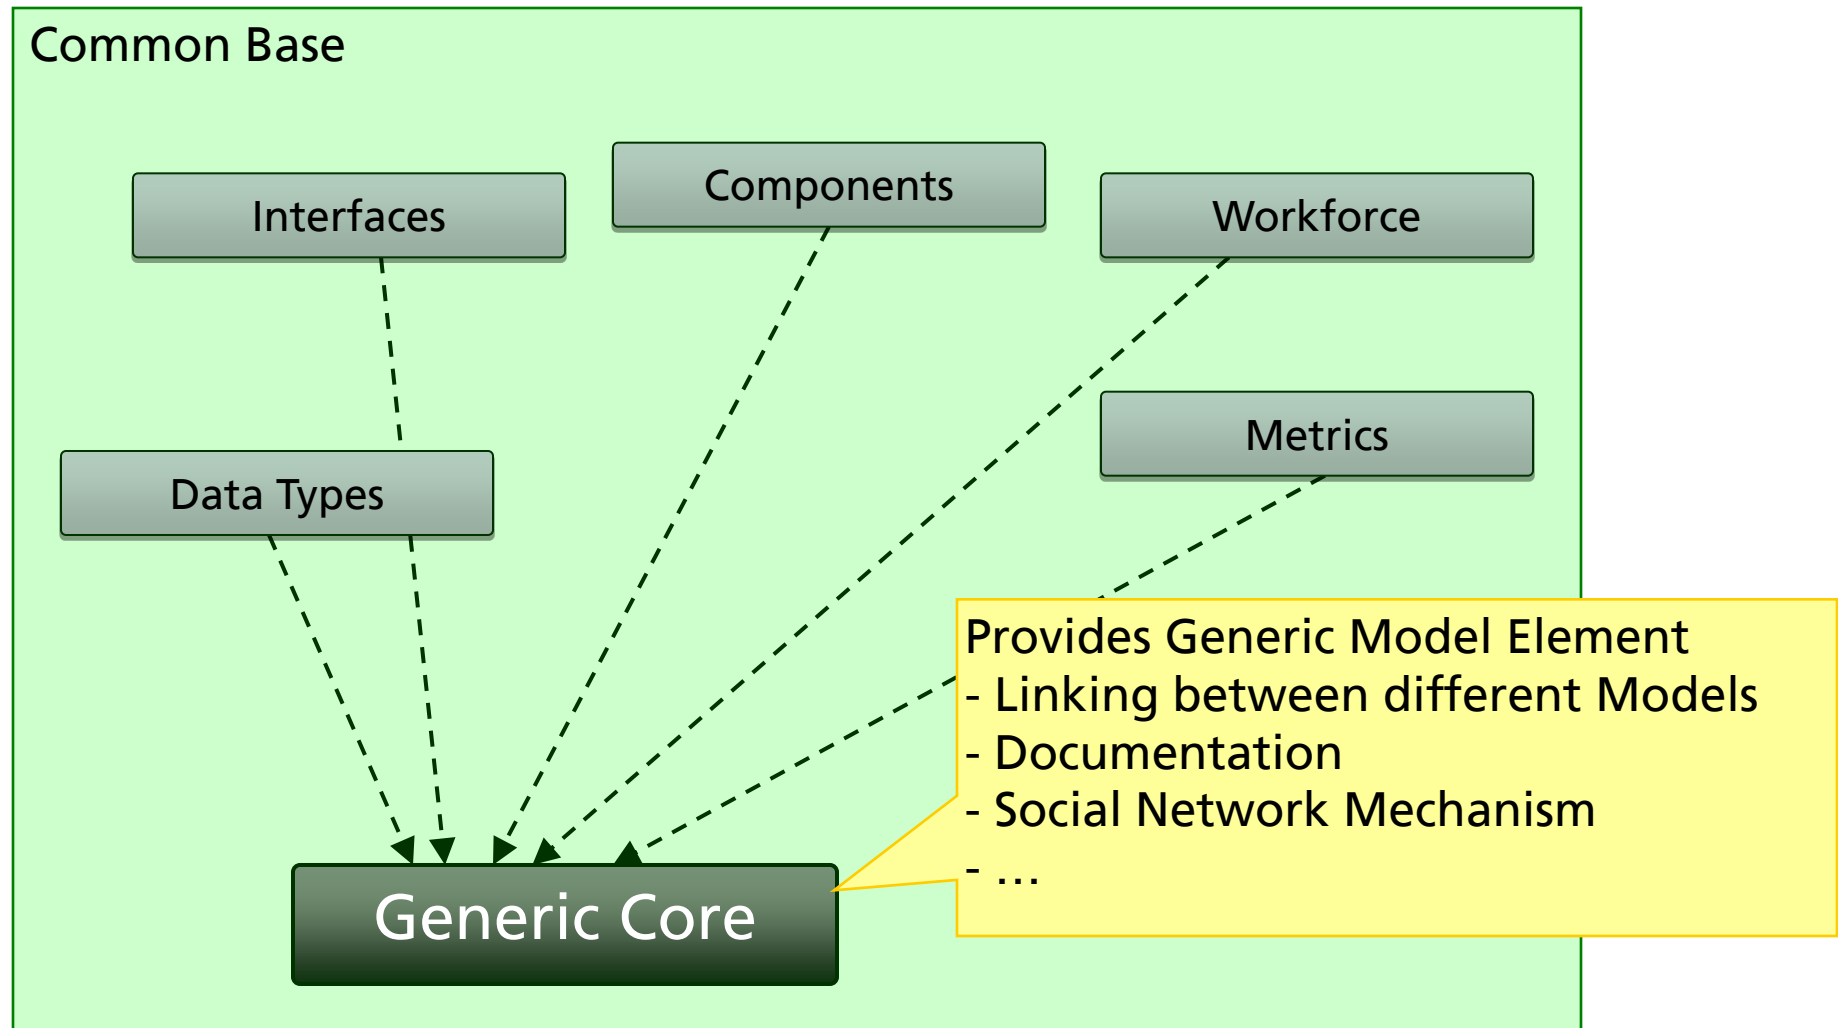 Common Base
Components
Interfaces
Workforce
Metrics
Data Types
Provides Generic Model Element
- Linking between different Models
- Documentation
- Social Network Mechanism
- …
Generic Core